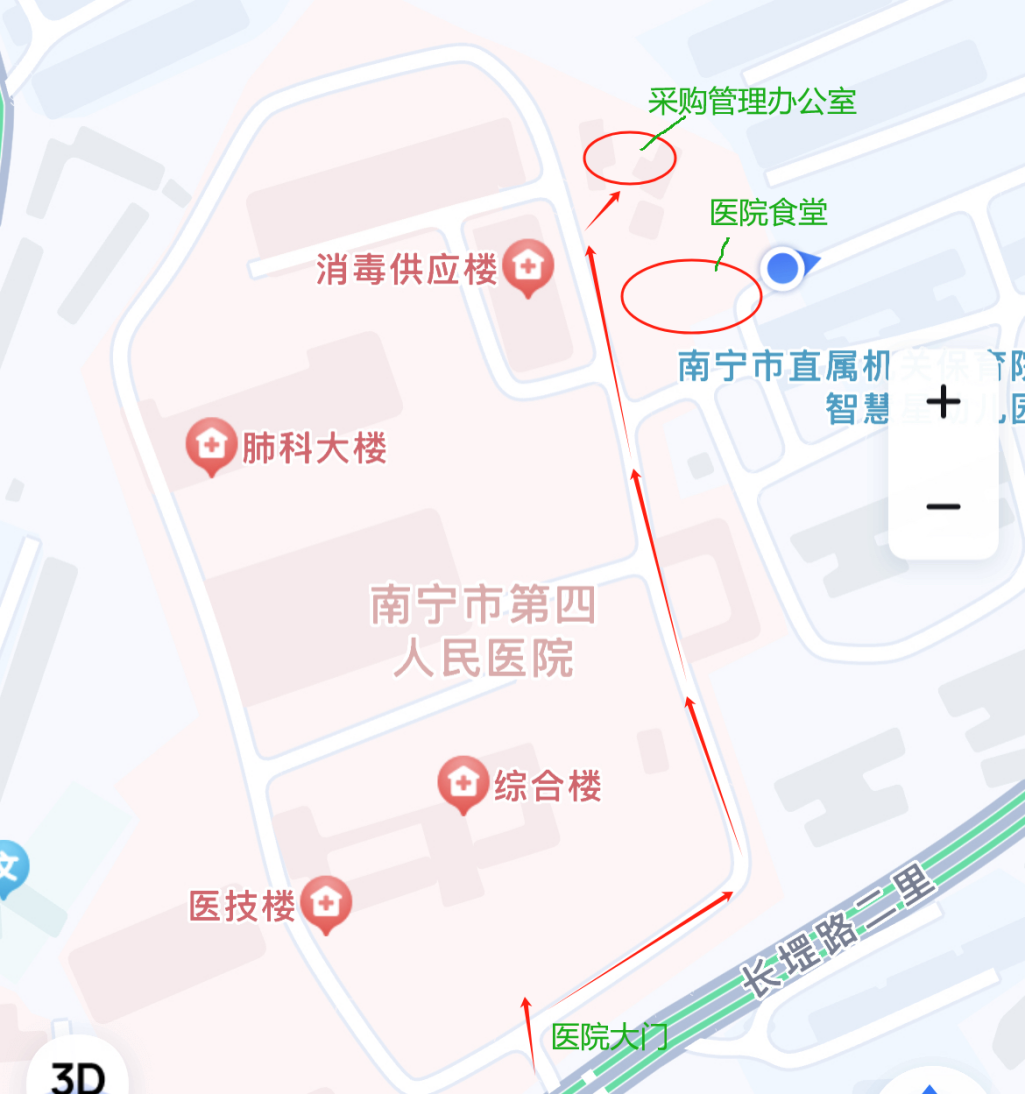 采购管理办公室
医院食堂
消毒供应楼
南宁市直属机关保育院
智慧星幼儿园
肺科大楼
南宁市第四
人民医院
综合楼
医技楼
长堽路二里
医院大门
文
3D